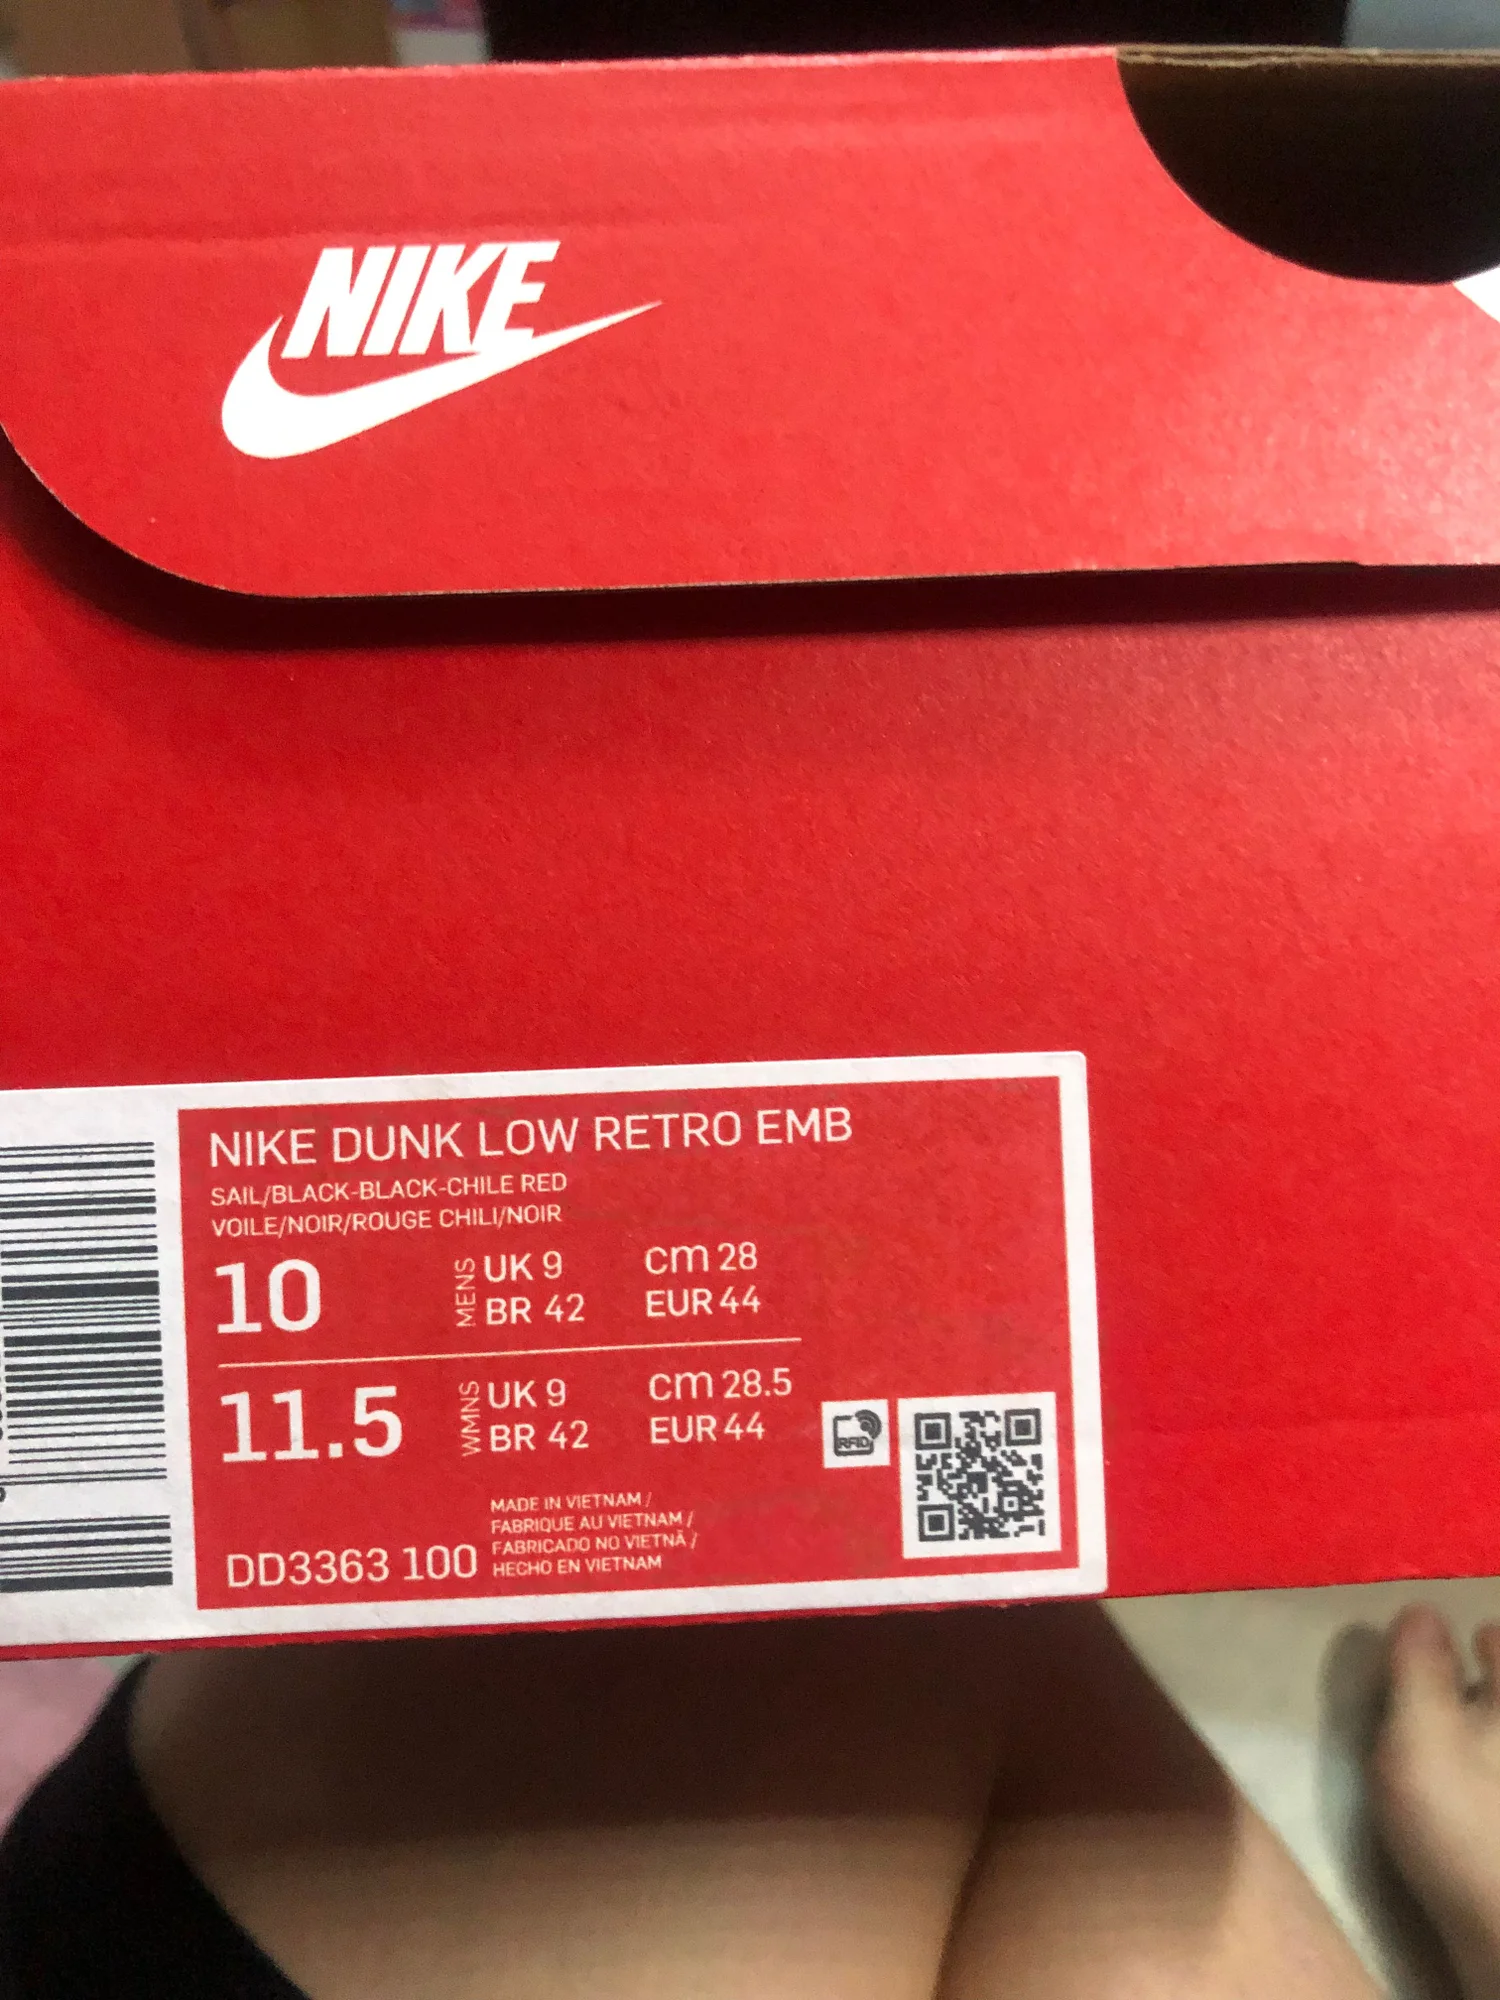 NIKE
NIKE DUNK LOW RETRO EMB
SAIL/BLACK-BLACK-CHILE RED
VOILE/NOIR/ROUGE CHILI/NOIR
10 MENS UK 9 cm 28
BR 42 EUR 44
11.5 WMNS UK 9 cm 28.5
BR 42 EUR 44
RFID
MADE IN VIETNAM /
FABRIQUE AU VIETNAM /
FABRICADO NO VIETNÃ /
HECHO EN VIETNAM
DD3363 100